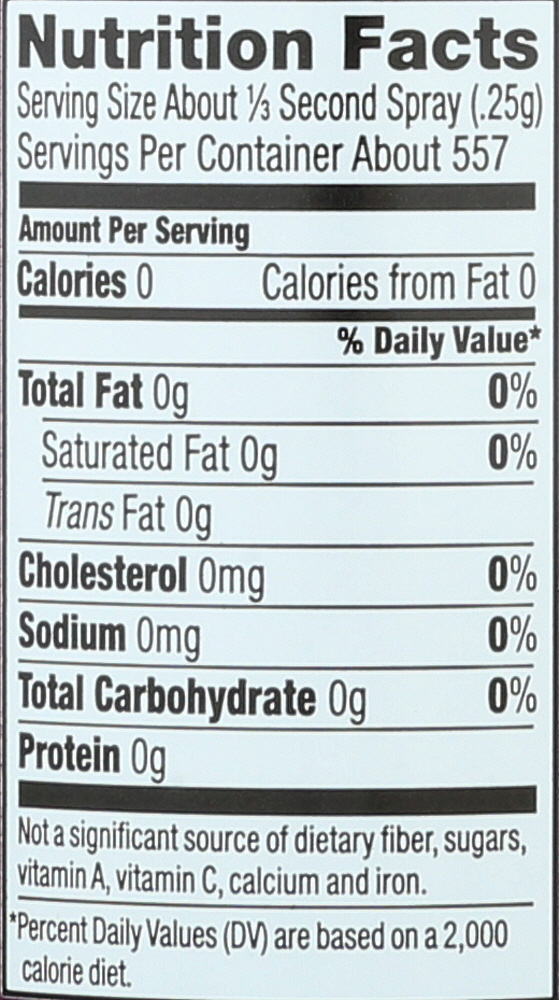 Nutrition Facts
Serving Size About ⅓ Second Spray (.25g)
Servings Per Container About 557
Amount Per Serving
Calories 0 Calories from Fat 0
% Daily Value*
Total Fat 0g 0%
Saturated Fat 0g 0%
Trans Fat 0g
Cholesterol 0mg 0%
Sodium 0mg 0%
Total Carbohydrate 0g 0%
Protein 0g
Not a significant source of dietary fiber, sugars,
vitamin A, vitamin C, calcium and iron.
*Percent Daily Values (DV) are based on a 2,000
calorie diet.